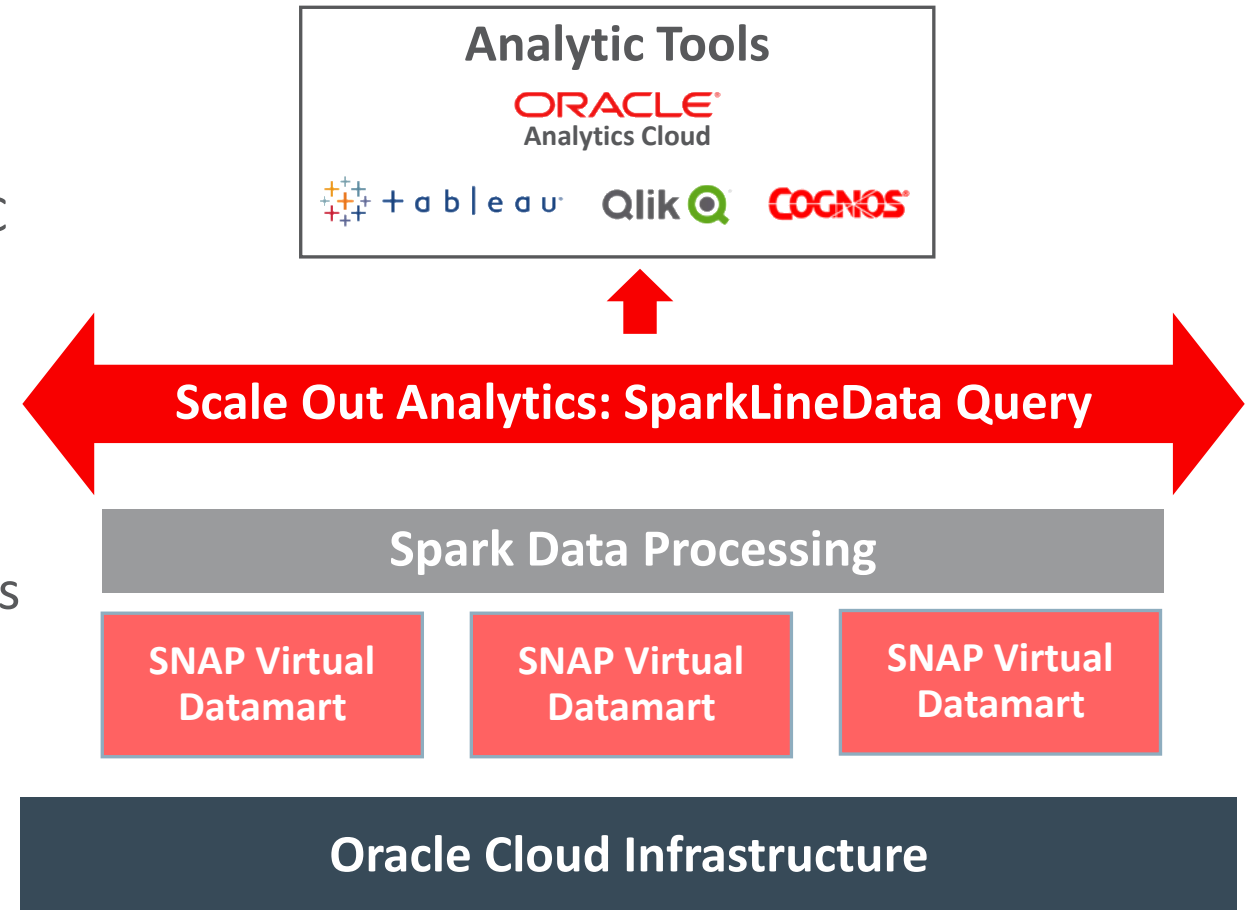 Analytic Tools
ORACLE®
Analytics Cloud
+ableau Qlik COGNOS®
C
Scale Out Analytics: SparkLineData Query
Spark Data Processing
s
SNAP Virtual
Datamart
SNAP Virtual
Datamart
SNAP Virtual
Datamart
Oracle Cloud Infrastructure